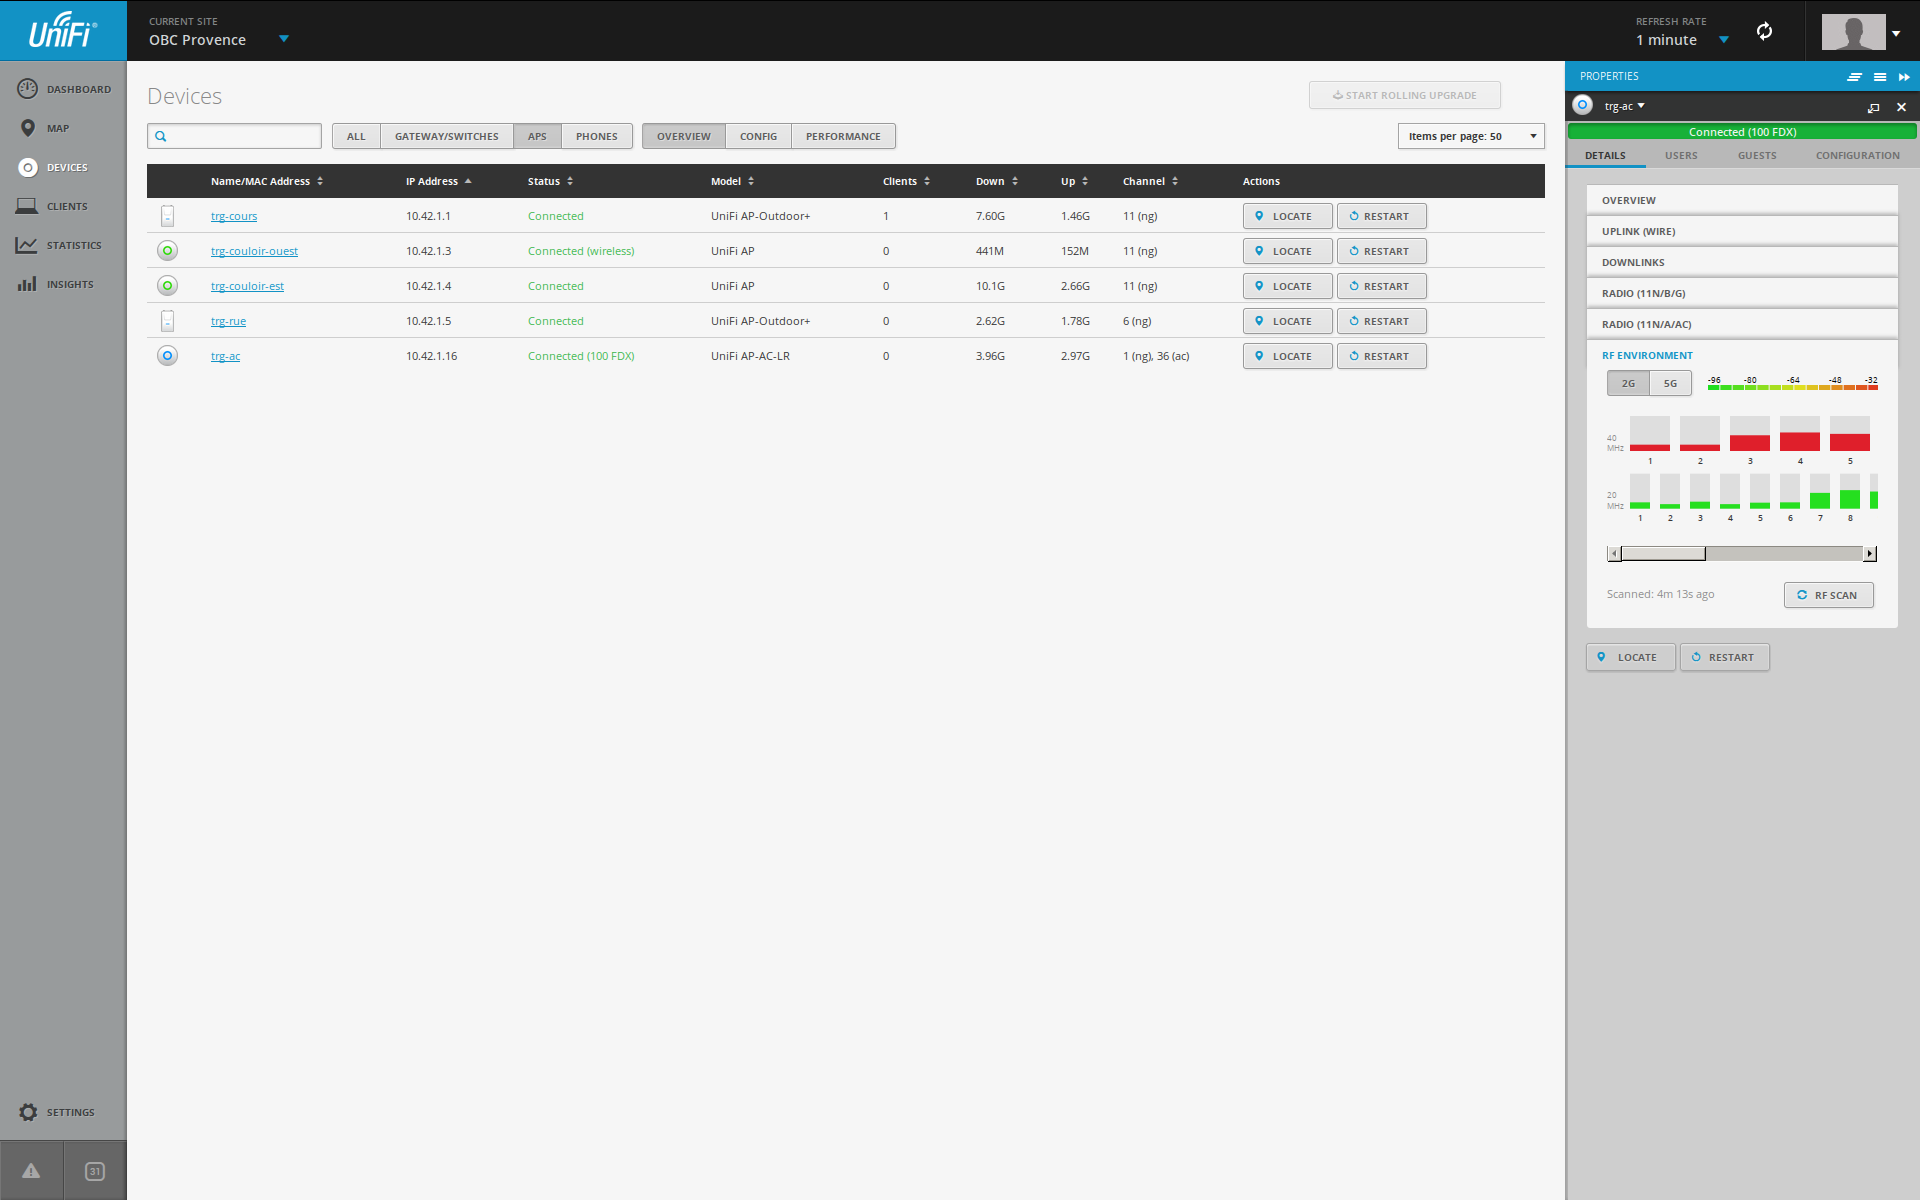 UniFi®
CURRENT SITE
OBC Provence
REFRESH RATE
1 minute
DASHBOARD
MAP
DEVICES
CLIENTS
STATISTICS
INSIGHTS
SETTINGS
31
Devices
START ROLLING UPGRADE
ALL GATEWAY/SWITCHES APS PHONES OVERVIEW CONFIG PERFORMANCE Items per page: 50
Name/MAC Address IP Address Status Model Clients Down Up Channel Actions
trg-cours 10.42.1.1 Connected UniFi AP-Outdoor+ 1 7.60G 1.46G 11 (ng) LOCATE RESTART
trg-couloir-ouest 10.42.1.3 Connected (wireless) UniFi AP 0 441M 152M 11 (ng) LOCATE RESTART
trg-couloir-est 10.42.1.4 Connected UniFi AP 0 10.1G 2.66G 11 (ng) LOCATE RESTART
trg-rue 10.42.1.5 Connected UniFi AP-Outdoor+ 0 2.62G 1.78G 6 (ng) LOCATE RESTART
trg-ac 10.42.1.16 Connected (100 FDX) UniFi AP-AC-LR 0 3.96G 2.97G 1 (ng), 36 (ac) LOCATE RESTART
PROPERTIES
trg-ac
Connected (100 FDX)
DETAILS USERS GUESTS CONFIGURATION
OVERVIEW
UPLINK (WIRE)
DOWNLINKS
RADIO (11N/B/G)
RADIO (11N/A/AC)
RF ENVIRONMENT
2G 5G -96 -80 -64 -48 -32
40 MHz
1 2 3 4 5
20 MHz
1 2 3 4 5 6 7 8
Scanned: 4m 13s ago RF SCAN
LOCATE RESTART